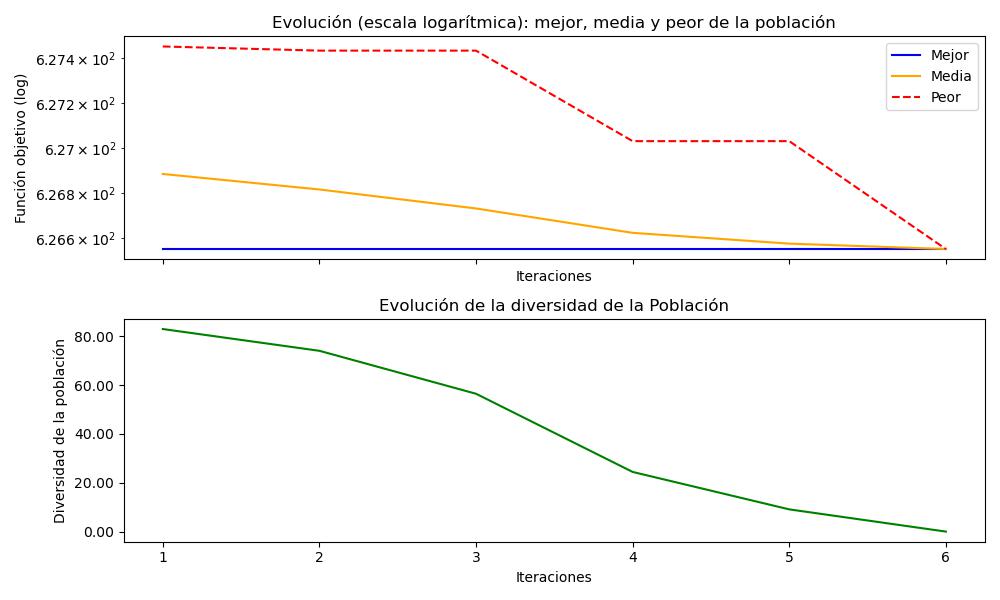 Evolución (escala logarítmica): mejor, media y peor de la población
Función objetivo (log)
6.274 × 10²
6.272 × 10²
6.27 × 10²
6.268 × 10²
6.266 × 10²
Mejor
Media
Peor
Iteraciones
Evolución de la diversidad de la Población
Diversidad de la población
80.00
60.00
40.00
20.00
0.00
1 2 3 4 5 6
Iteraciones